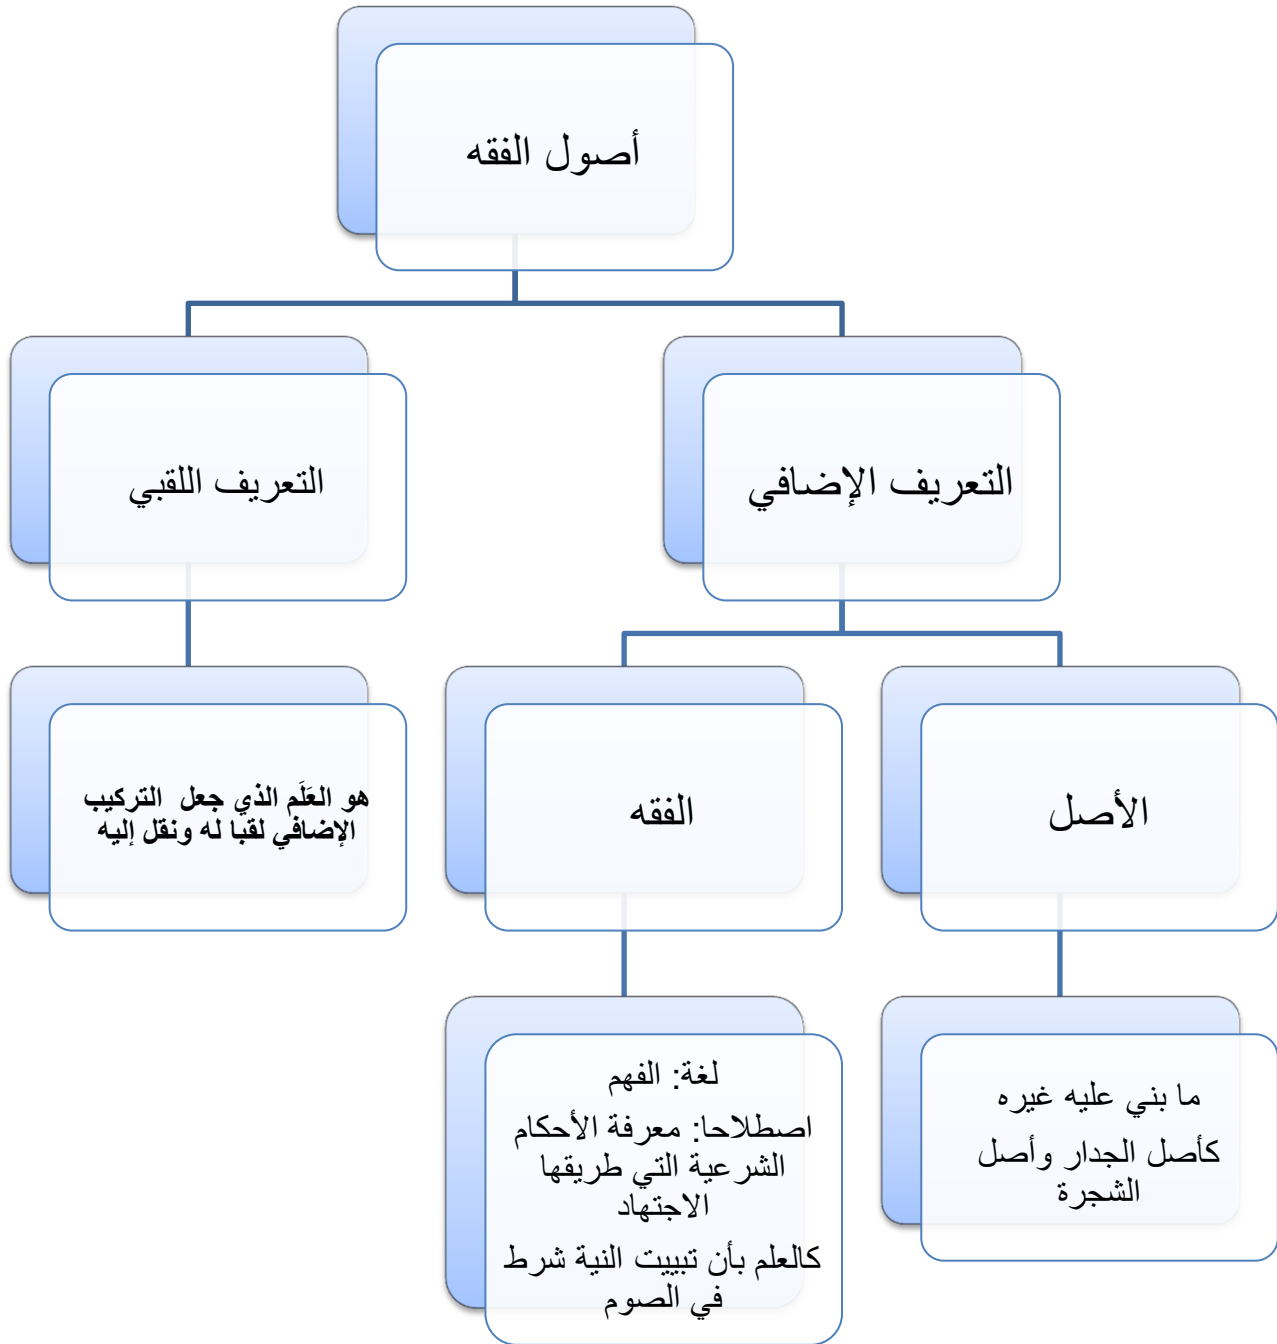 أصول الفقه
التعريف الإضافي
التعريف اللقبي
الأصل
الفقه
هو العَلَم الذي جعل التركيب
الإضافي لقبا له ونقل إليه
ما بني عليه غيره
كأصل الجدار وأصل
الشجرة
لغة: الفهم
اصطلاحا: معرفة الأحكام
الشرعية التي طريقها
الاجتهاد
كالعلم بأن تبييت النية شرط
في الصوم